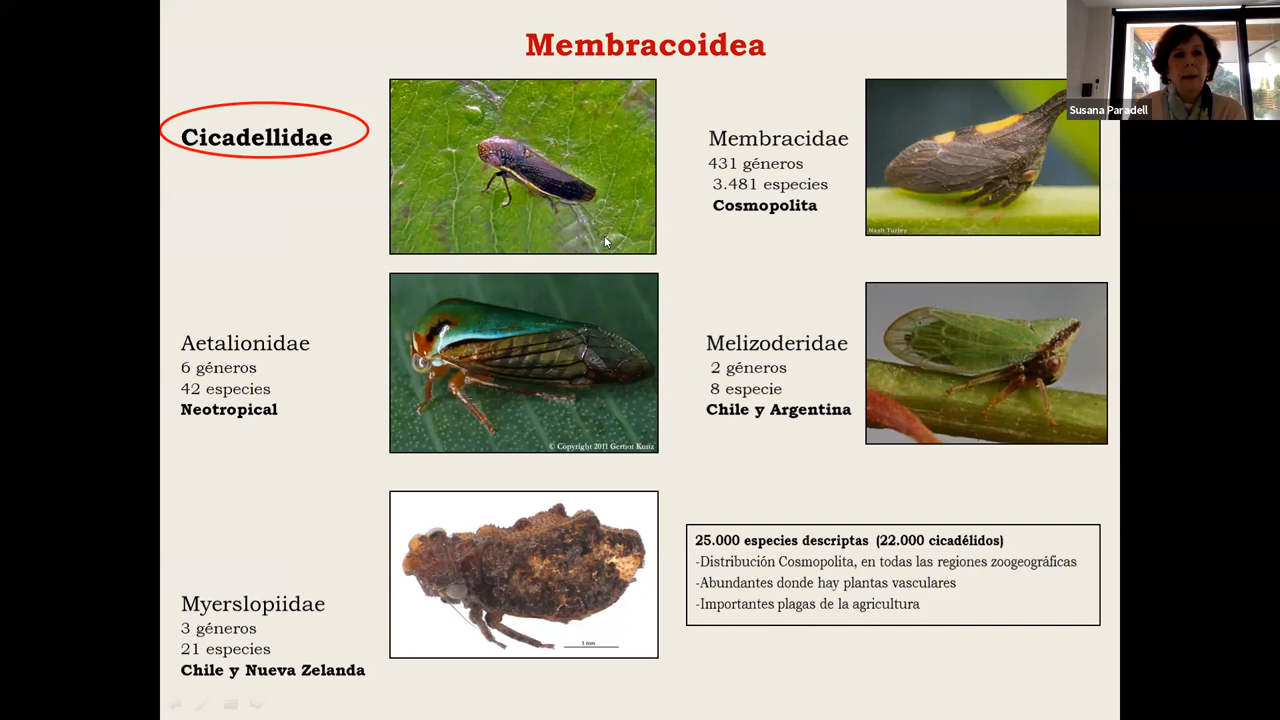 Membracoidea
Susana Paradell
Cicadellidae
Membracidae
431 géneros
3.481 especies
Cosmopolita
Nash Turley
Aetalionidae
6 géneros
42 especies
Neotropical
© Copyright 2011 Gernot Kunz
Melizoderidae
2 géneros
8 especie
Chile y Argentina
Myerslopiidae
3 géneros
21 especies
Chile y Nueva Zelanda
1 mm
25.000 especies descriptas (22.000 cicadélidos)
-Distribución Cosmopolita, en todas las regiones zoogeográficas
-Abundantes donde hay plantas vasculares
-Importantes plagas de la agricultura